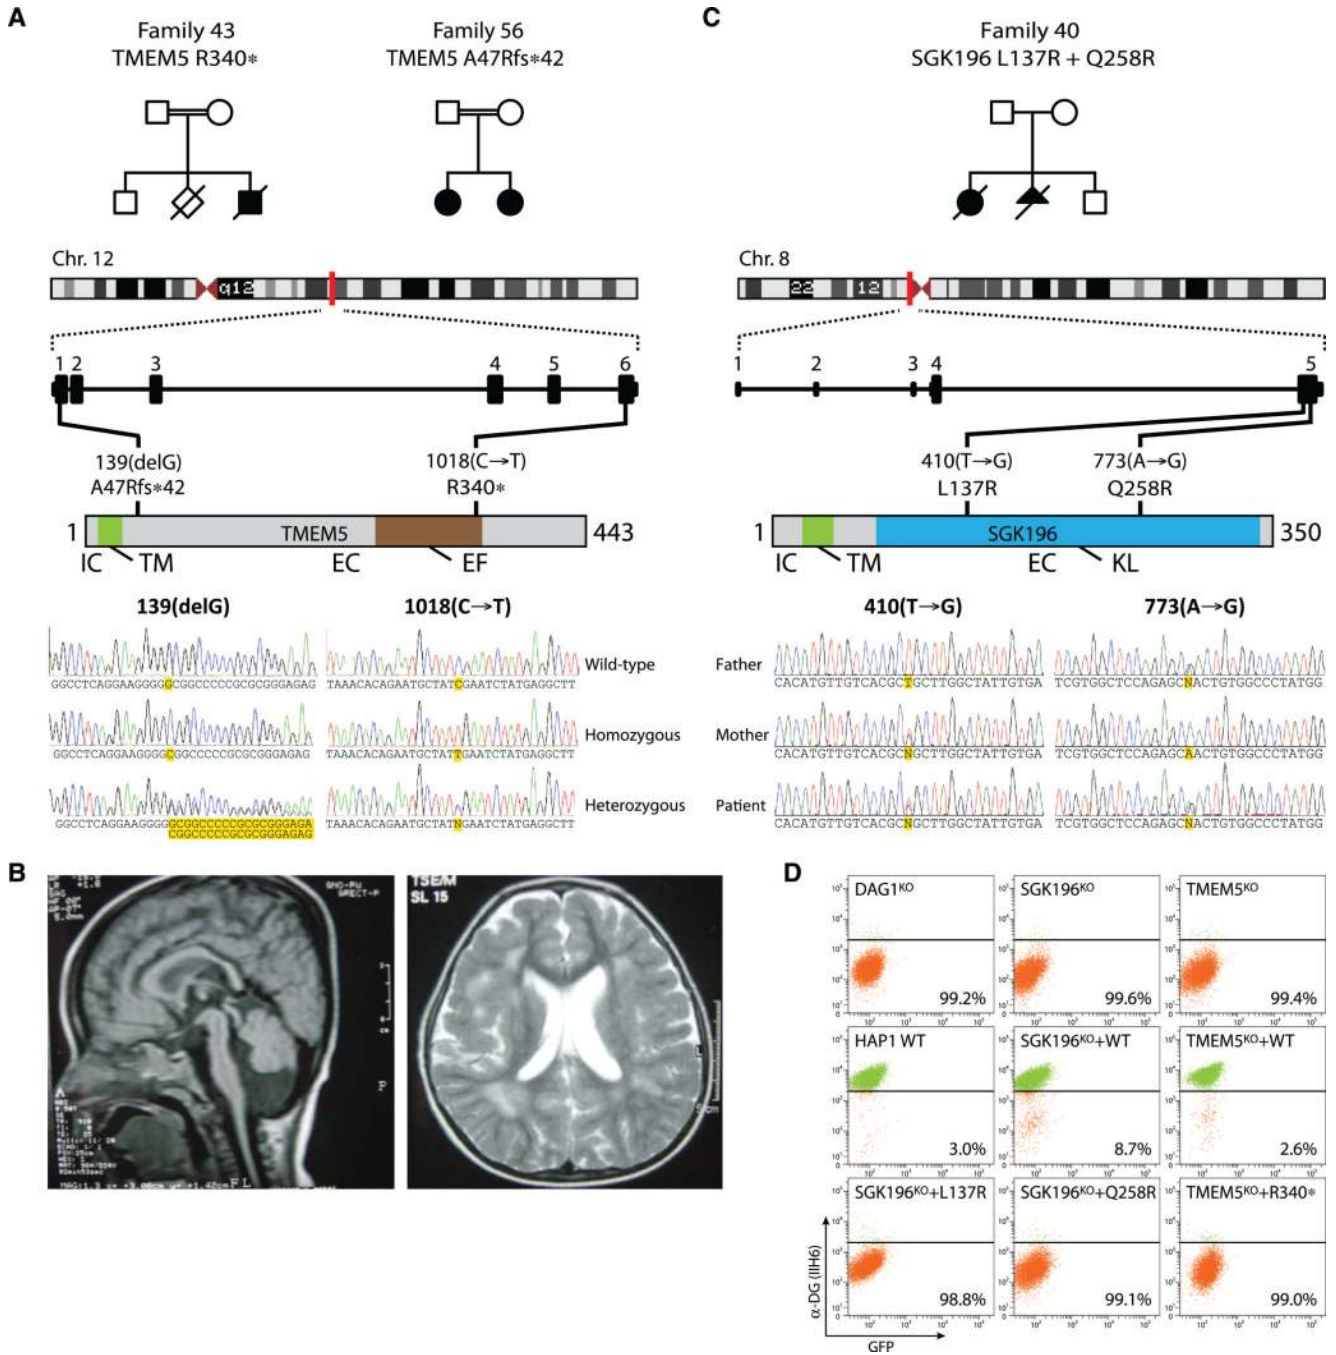 A
Family 43
TMEM5 R340*
Family 56
TMEM5 A47Rfs*42
Chr. 12
q12
1 2 3 4 5 6
139(delG)
A47Rfs*42
1018(C→T)
R340*
1 TMEM5 443
IC TM EC EF
139(delG) 1018(C→T)
Wild-type
GGCCTCAGGAAGGGGGCGGCCCCCGCGCGGGAGAG TAAACACAGAATGCTATCGAATCTATGAGGCTT
Homozygous
GGCCTCAGGAAGGGGCGGCCCCCGCGCGGGAGAG TAAACACAGAATGCTATTGAATCTATGAGGCTT
Heterozygous
GGCCTCAGGAAGGGGGCGGCCCCCGCGCGGGAGA TAAACACAGAATGCTATNGAATCTATGAGGCTT
CGGCCCCCGCGCGGGAGAG
C
Family 40
SGK196 L137R + Q258R
Chr. 8
22 12
1 2 3 4 5
410(T→G)
L137R
773(A→G)
Q258R
1 SGK196 350
IC TM EC KL
410(T→G) 773(A→G)
Father
CACATGTTGTCACGCTGCTTGGCTATTGTGA TCGTGGCTCCAGAGCNACTGTGGCCCTATGG
Mother
CACATGTTGTCACGCNGCTTGGCTATTGTGA TCGTGGCTCCAGAGCAACTGTGGCCCTATGG
Patient
CACATGTTGTCACGCNGCTTGGCTATTGTGA TCGTGGCTCCAGAGCNACTGTGGCCCTATGG
B
TSE/M
SL 15
FL
D
DAG1KO
99.2%
SGK196KO
99.6%
TMEM5KO
99.4%
HAP1 WT
3.0%
SGK196KO+WT
8.7%
TMEM5KO+WT
2.6%
SGK196KO+L137R
98.8%
SGK196KO+Q258R
99.1%
TMEM5KO+R340*
99.0%
α-DG (IIH6)
GFP